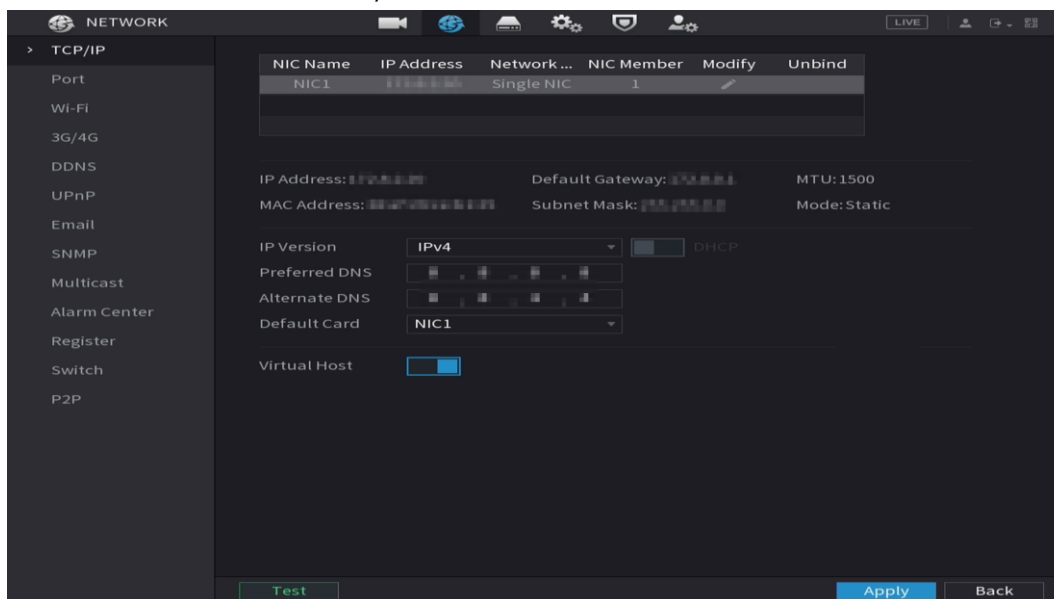 NETWORK
LIVE
TCP/IP
Port
Wi-Fi
3G/4G
DDNS
UPnP
Email
SNMP
Multicast
Alarm Center
Register
Switch
P2P
NIC Name IP Address Network ... NIC Member Modify Unbind
NIC1 Single NIC 1
IP Address: Default Gateway: MTU:1500
MAC Address: Subnet Mask: Mode:Static
IP Version IPv4 DHCP
Preferred DNS
Alternate DNS
Default Card NIC1
Virtual Host
Test Apply Back